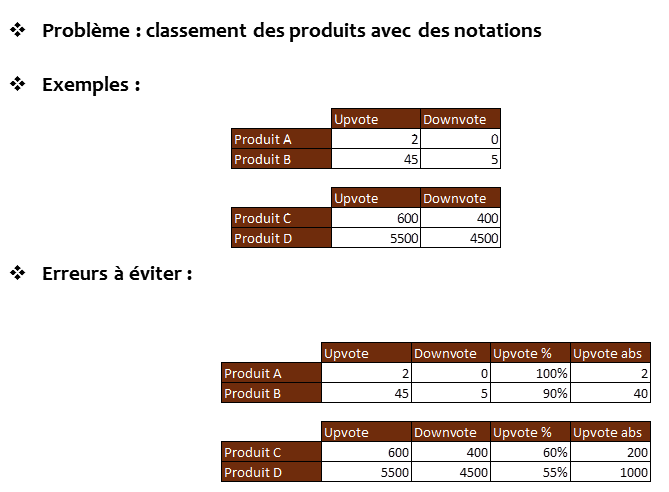 ❖ Problème : classement des produits avec des notations
❖ Exemples :
Upvote Downvote
Produit A 2 0
Produit B 45 5
Upvote Downvote
Produit C 600 400
Produit D 5500 4500
❖ Erreurs à éviter :
Upvote Downvote Upvote % Upvote abs
Produit A 2 0 100% 2
Produit B 45 5 90% 40
Upvote Downvote Upvote % Upvote abs
Produit C 600 400 60% 200
Produit D 5500 4500 55% 1000